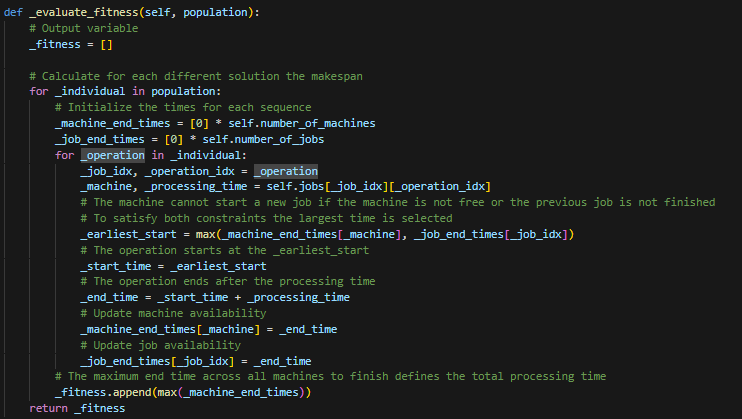 def _evaluate_fitness(self, population):
    # Output variable
    _fitness = []

    # Calculate for each different solution the makespan
    for _individual in population:
        # Initialize the times for each sequence
        _machine_end_times = [0] * self.number_of_machines
        _job_end_times = [0] * self.number_of_jobs
        for _operation in _individual:
            _job_idx, _operation_idx = _operation
            _machine, _processing_time = self.jobs[_job_idx][_operation_idx]
            # The machine cannot start a new job if the machine is not free or the previous job is not finished
            # To satisfy both constraints the largest time is selected
            _earliest_start = max(_machine_end_times[_machine], _job_end_times[_job_idx])
            # The operation starts at the _earliest_start
            _start_time = _earliest_start
            # The operation ends after the processing time
            _end_time = _start_time + _processing_time
            # Update machine availability
            _machine_end_times[_machine] = _end_time
            # Update job availability
            _job_end_times[_job_idx] = _end_time
        # The maximum end time across all machines to finish defines the total processing time
        _fitness.append(max(_machine_end_times))
    return _fitness